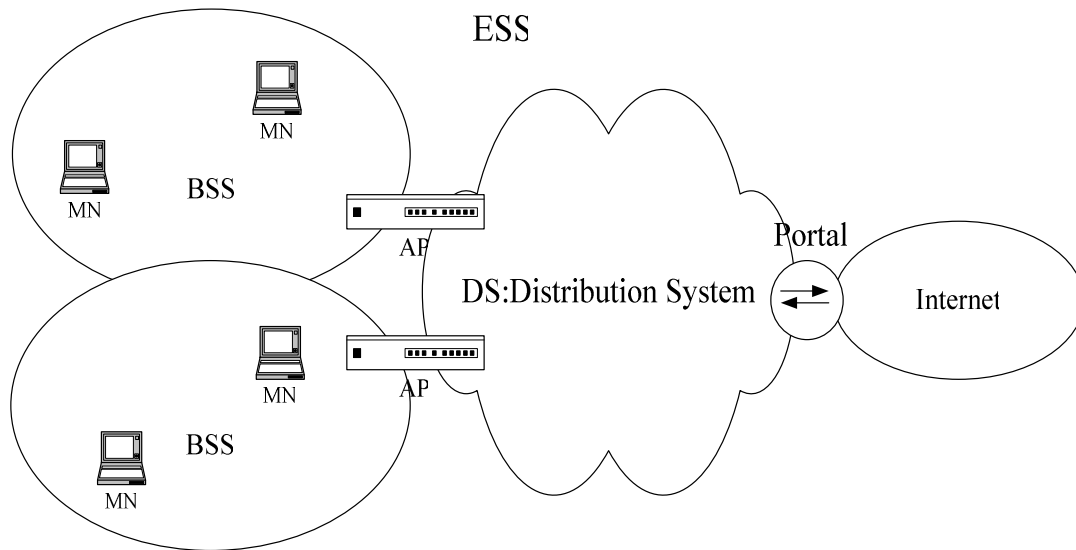 ESS
MN
MN
BSS
AP
Portal
DS:Distribution System
Internet
MN
AP
BSS
MN